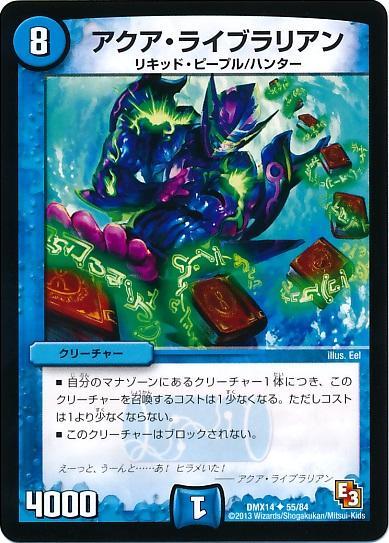 8
アクア・ライブラリアン
リキッド・ピープル/ハンター
illus. Eel
クリーチャー
■ 自分のマナゾーンにあるクリーチャー1体につき、この
クリーチャーを召喚するコストは1少なくなる。ただしコスト
は1より少なくならない。
■ このクリーチャーはブロックされない。
えーっと、うーんと……あ! ヒラメいた!
—— アクア・ライブラリアン
4000
1
DMX14 ◆ 55/84
©2013 Wizards/Shogakukan/Mitsui-Kids
E3